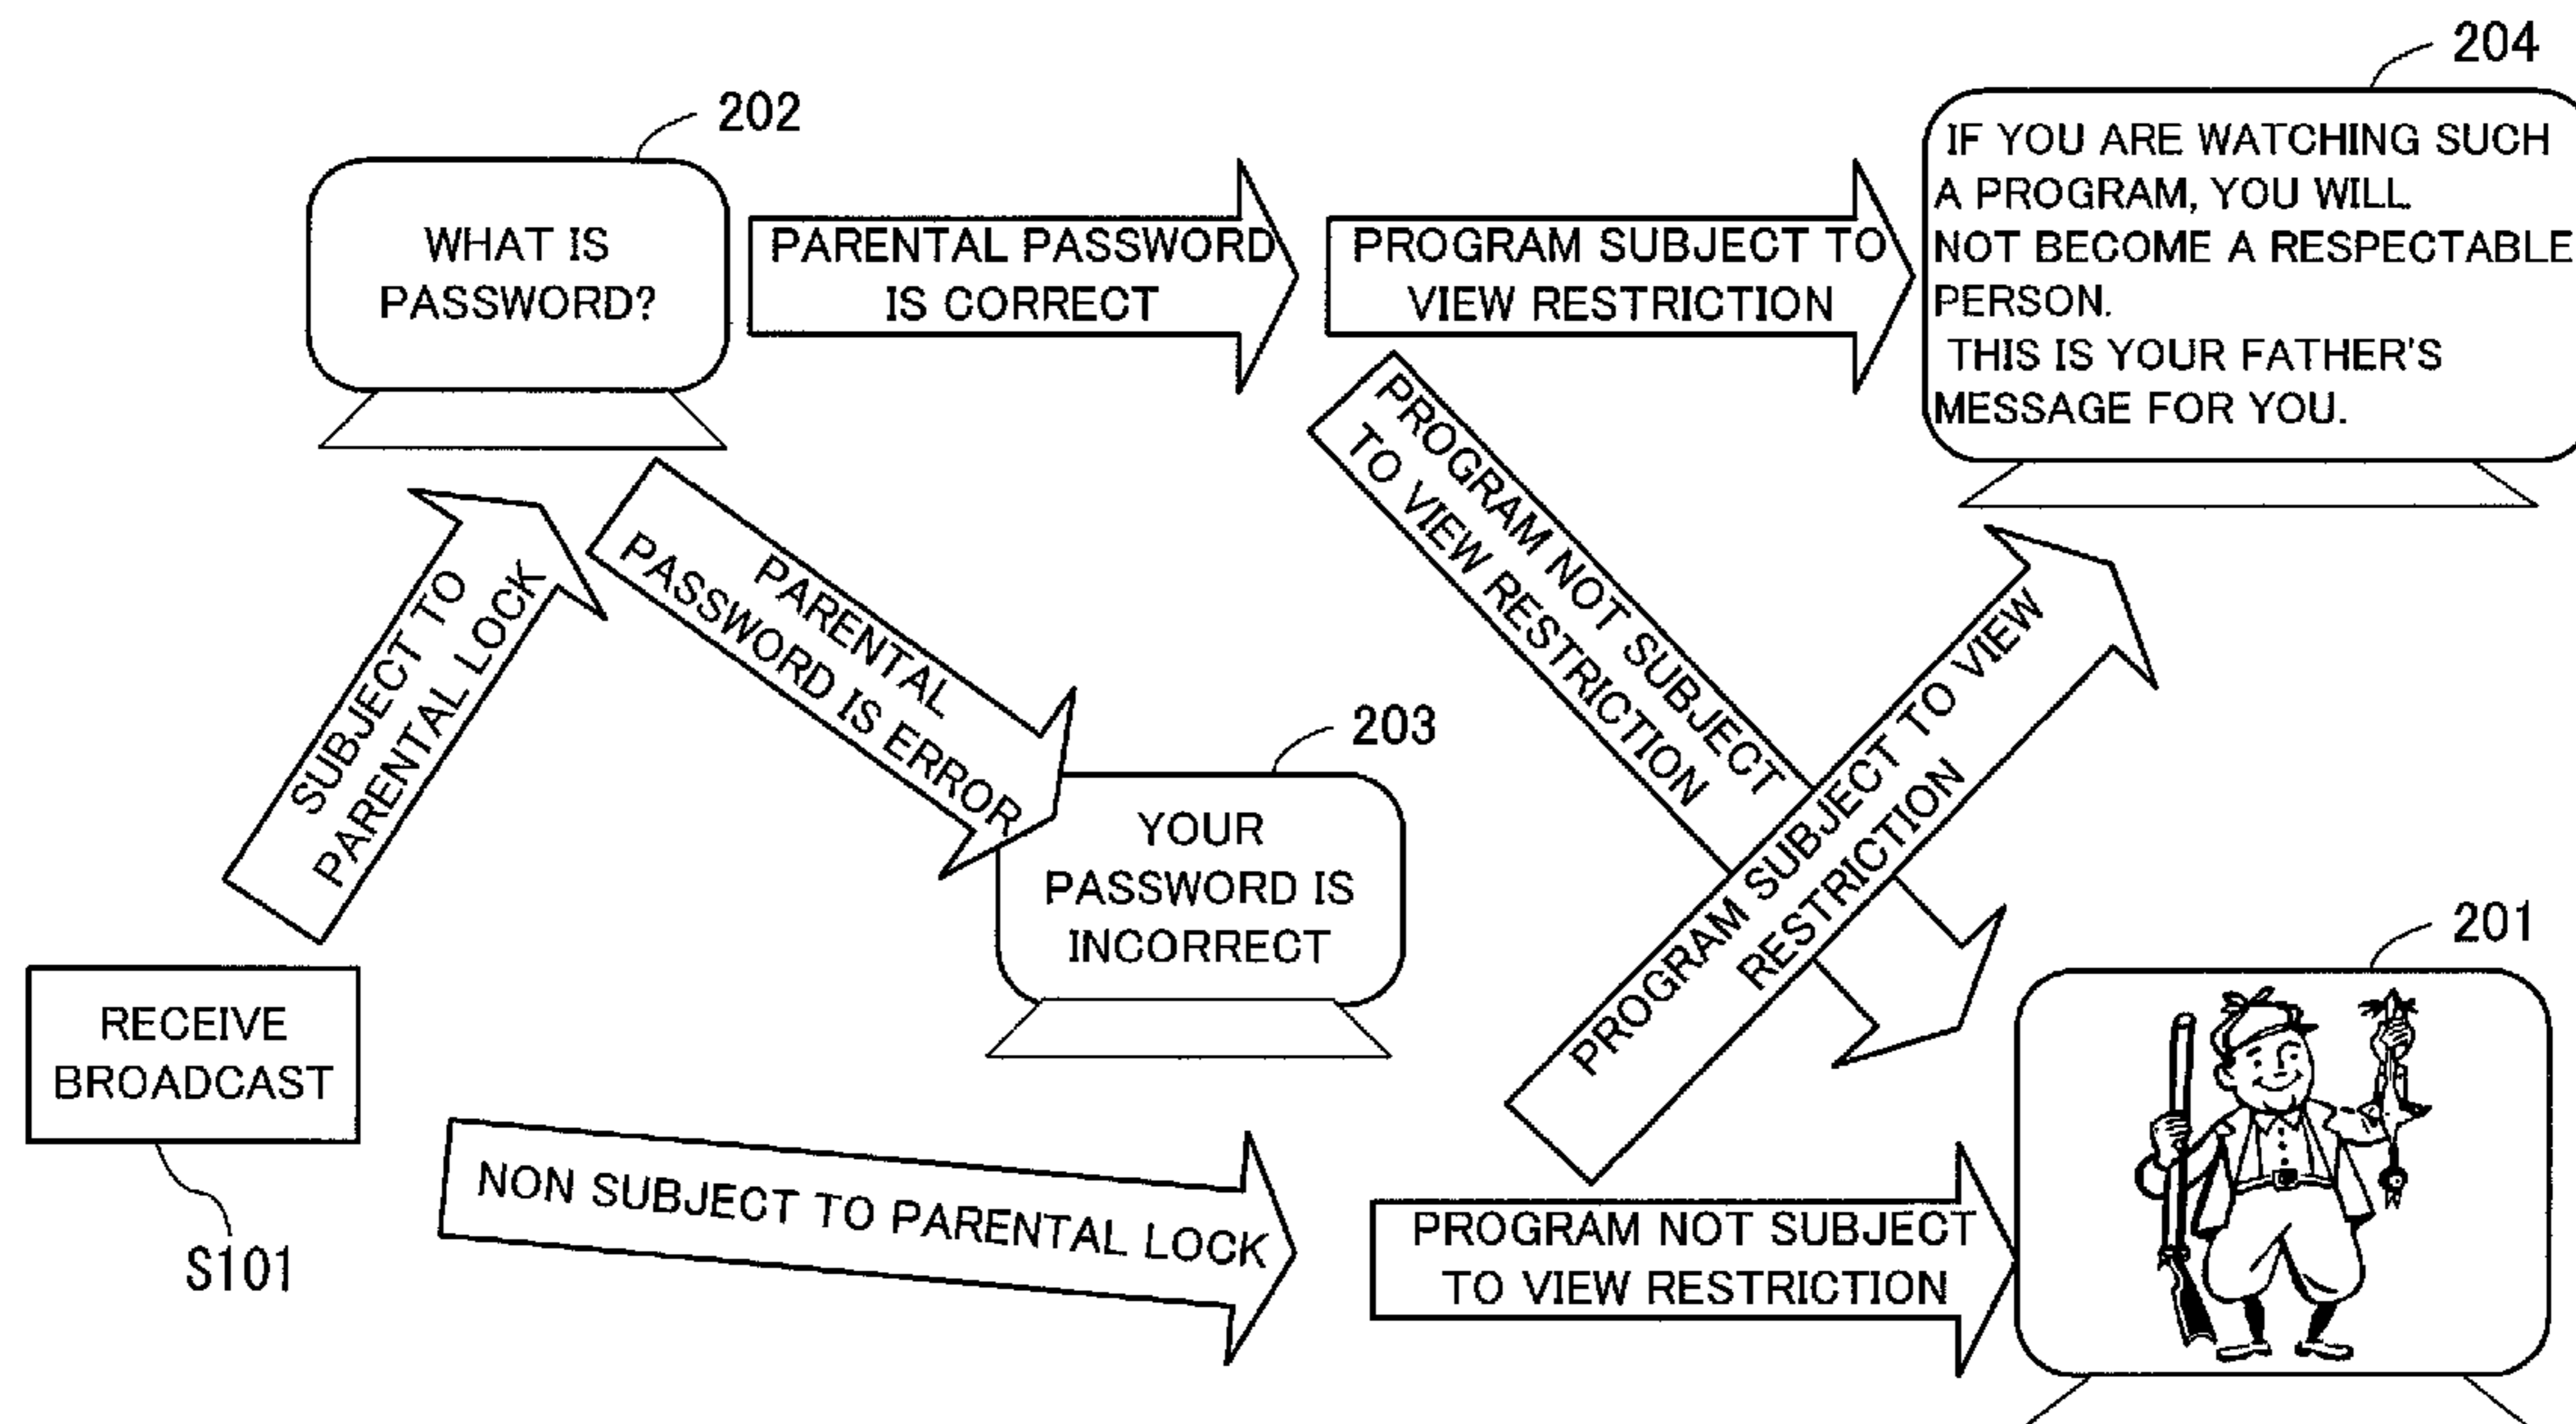 204
IF YOU ARE WATCHING SUCH
A PROGRAM, YOU WILL
NOT BECOME A RESPECTABLE
PERSON.
THIS IS YOUR FATHER'S
MESSAGE FOR YOU.
202
WHAT IS
PASSWORD?
PARENTAL PASSWORD
IS CORRECT
PROGRAM SUBJECT TO
VIEW RESTRICTION
SUBJECT TO
PARENTAL LOCK
PARENTAL
PASSWORD IS ERROR
PROGRAM NOT SUBJECT
TO VIEW RESTRICTION
PROGRAM SUBJECT TO VIEW
RESTRICTION
203
YOUR
PASSWORD IS
INCORRECT
201
RECEIVE
BROADCAST
S101
NON SUBJECT TO PARENTAL LOCK
PROGRAM NOT SUBJECT
TO VIEW RESTRICTION